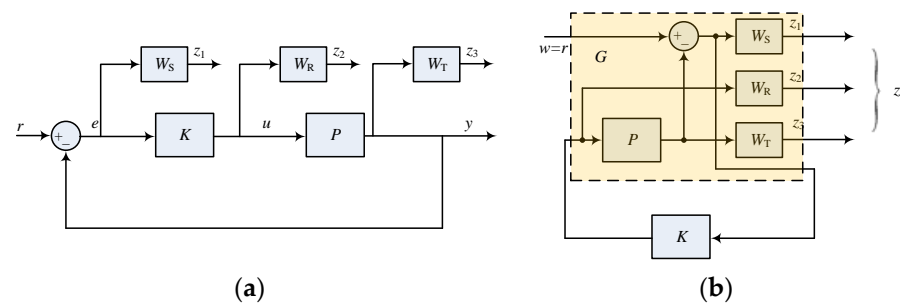 W_S z_1 W_R z_2 W_T z_3
r + − e K u P y
(a)
w=r + − W_S z_1
G
W_R z_2
z
P W_T z_3
K
(b)